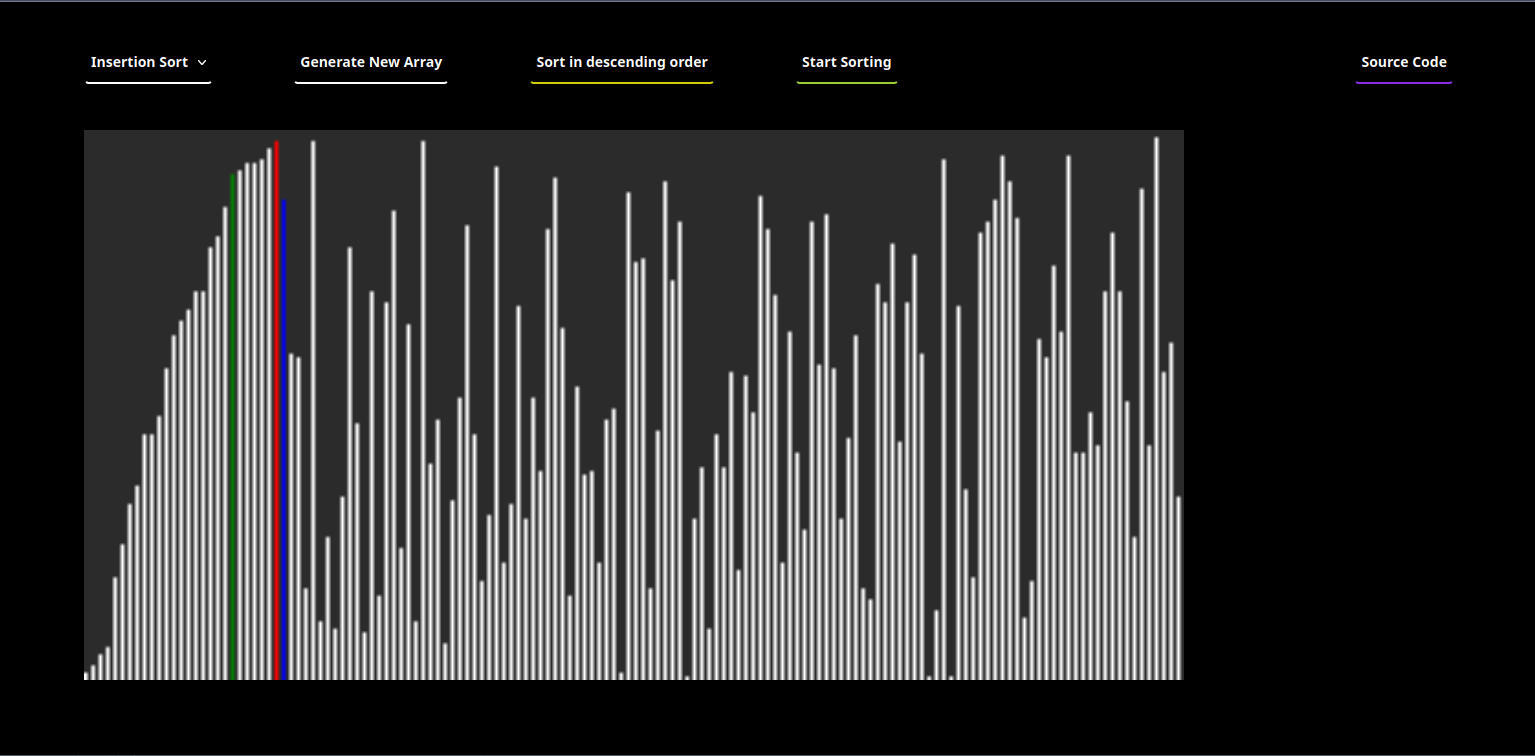 Insertion Sort
Generate New Array
Sort in descending order
Start Sorting
Source Code